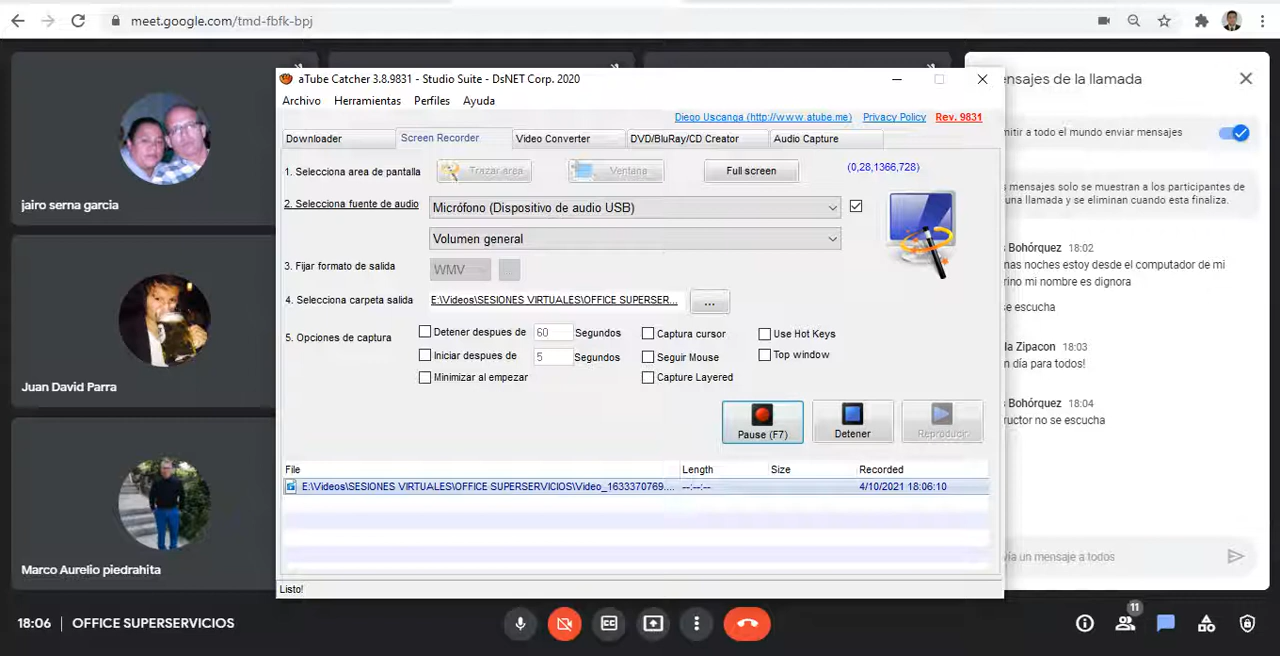 meet.google.com/tmd-fbfk-bpj
jairo serna garcia
Juan David Parra
Marco Aurelio piedrahita
aTube Catcher 3.8.9831 - Studio Suite - DsNET Corp. 2020
Archivo Herramientas Perfiles Ayuda
Diego Uscanga (http://www.atube.me) Privacy Policy Rev. 9831
Downloader Screen Recorder Video Converter DVD/BluRay/CD Creator Audio Capture
1. Selecciona area de pantalla Trazar area Ventana Full screen (0,28,1366,728)
2. Selecciona fuente de audio Micrófono (Dispositivo de audio USB)
Volumen general
3. Fijar formato de salida WMV ...
4. Selecciona carpeta salida E:\Videos\SESIONES VIRTUALES\OFFICE SUPERSER... ...
5. Opciones de captura
Detener despues de 60 Segundos Captura cursor Use Hot Keys
Iniciar despues de 5 Segundos Seguir Mouse Top window
Minimizar al empezar Capture Layered
Pause (F7) Detener Reproducir
File Length Size Recorded
E:\Videos\SESIONES VIRTUALES\OFFICE SUPERSERVICIOS\Video_1633370769.... --:--:-- 4/10/2021 18:06:10
Listo!
ensajes de la llamada
mitir a todo el mundo enviar mensajes
s mensajes solo se muestran a los participantes de
una llamada y se eliminan cuando esta finaliza.
s Bohórquez 18:02
nas noches estoy desde el computador de mi
rino mi nombre es dignora
se escucha
la Zipacon 18:03
n día para todos!
Bohórquez 18:04
ructor no se escucha
vía un mensaje a todos
18:06 | OFFICE SUPERSERVICIOS
11